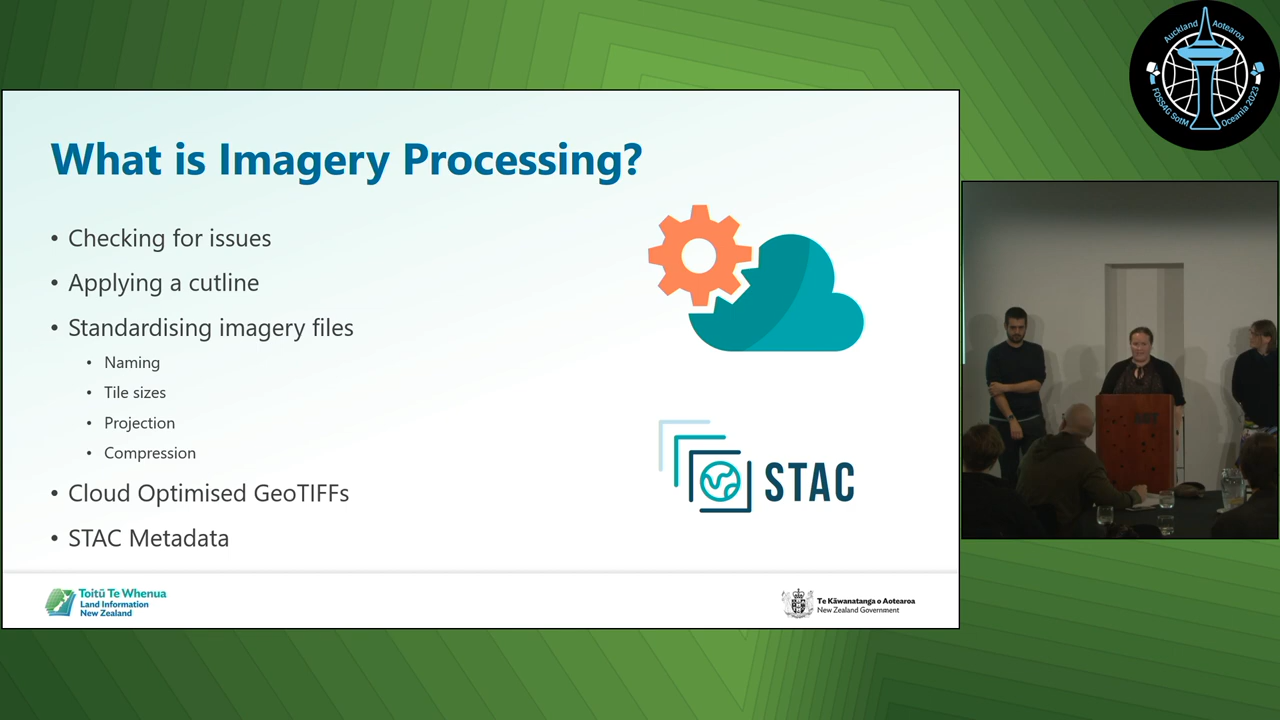 Auckland Aotearoa
FOSS4G SotM Oceania 2023
What is Imagery Processing?
• Checking for issues
• Applying a cutline
• Standardising imagery files
• Naming
• Tile sizes
• Projection
• Compression
• Cloud Optimised GeoTIFFs
• STAC Metadata
STAC
Toitū Te Whenua
Land Information
New Zealand
Te Kāwanatanga o Aotearoa
New Zealand Government